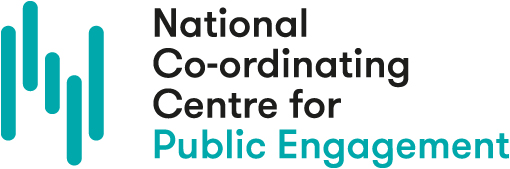 National
Co-ordinating
Centre for
Public Engagement